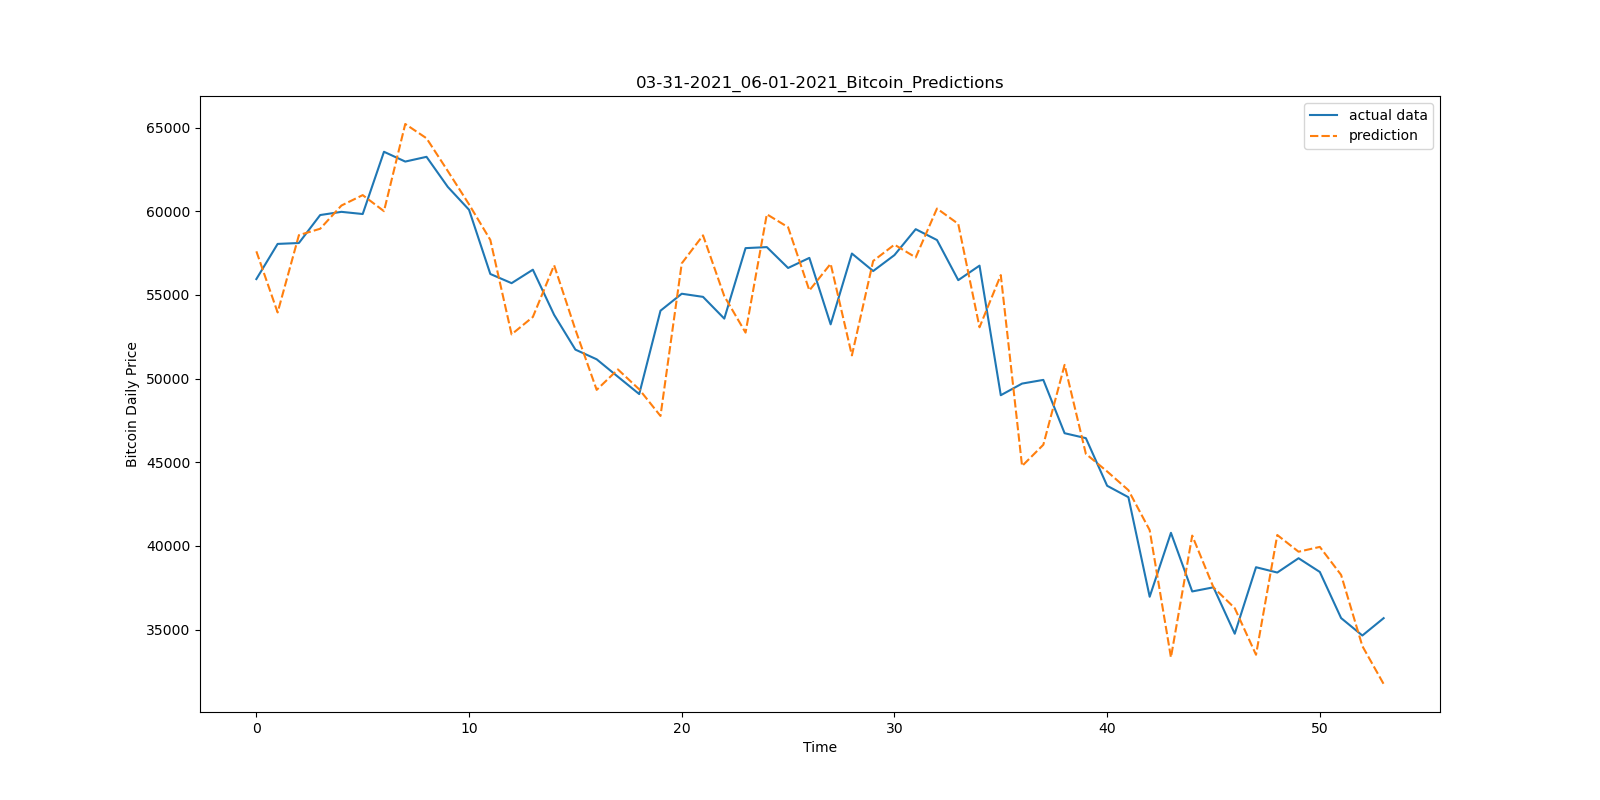 03-31-2021_06-01-2021_Bitcoin_Predictions
actual data
prediction
65000
60000
55000
50000
45000
40000
35000
Bitcoin Daily Price
0 10 20 30 40 50
Time